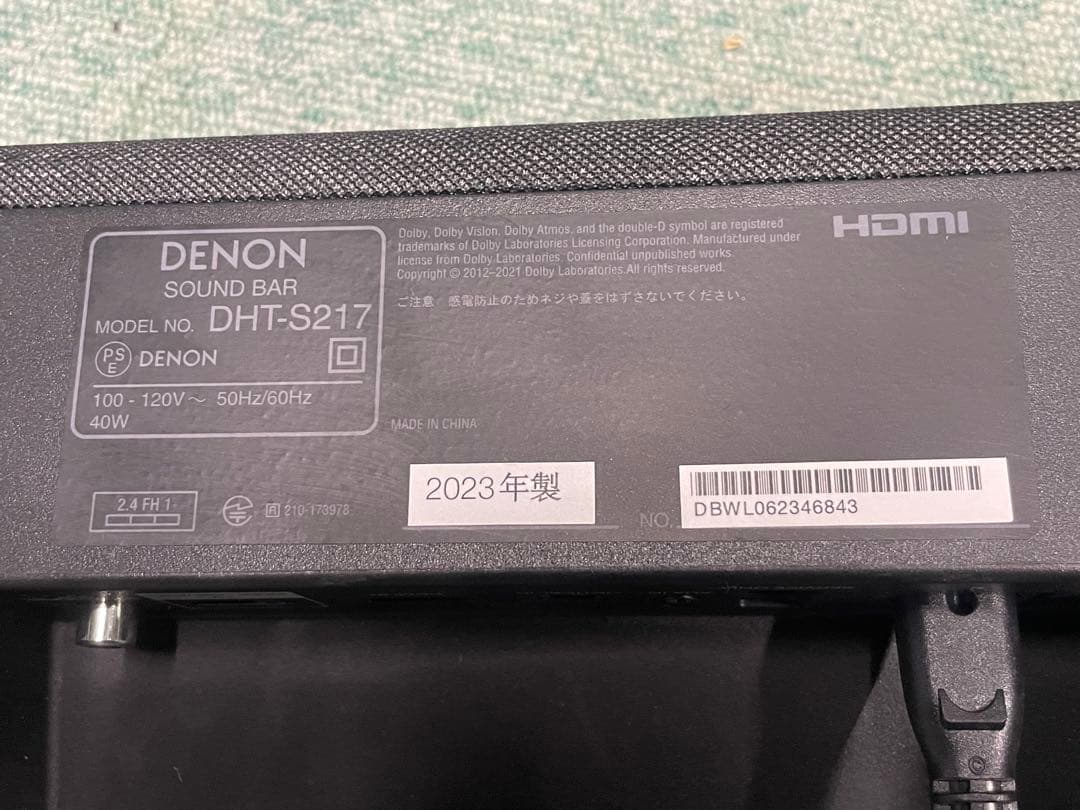 DENON
SOUND BAR
MODEL NO. DHT-S217
PS
E
DENON
100 - 120V～ 50Hz/60Hz
40W
Dolby, Dolby Vision, Dolby Atmos, and the double-D symbol are registered
trademarks of Dolby Laboratories Licensing Corporation. Manufactured under
license from Dolby Laboratories. Confidential unpublished works.
Copyright © 2012–2021 Dolby Laboratories.All rights reserved.
ご注意 感電防止のためネジや蓋をはずさないでください。
HDMI
MADE IN CHINA
2.4 FH 1
R 210-173978
2023年製
NO.
DBWL062346843